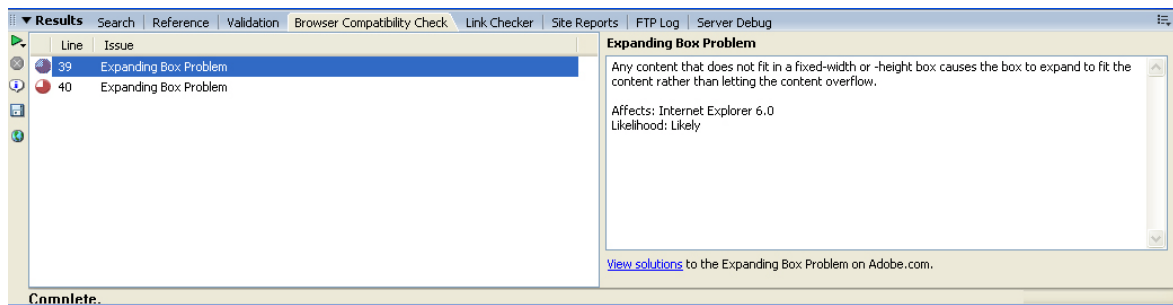 Results Search Reference Validation Browser Compatibility Check Link Checker Site Reports FTP Log Server Debug
Line Issue
39 Expanding Box Problem
40 Expanding Box Problem
Expanding Box Problem
Any content that does not fit in a fixed-width or -height box causes the box to expand to fit the
content rather than letting the content overflow.
Affects: Internet Explorer 6.0
Likelihood: Likely
View solutions to the Expanding Box Problem on Adobe.com.
Complete.